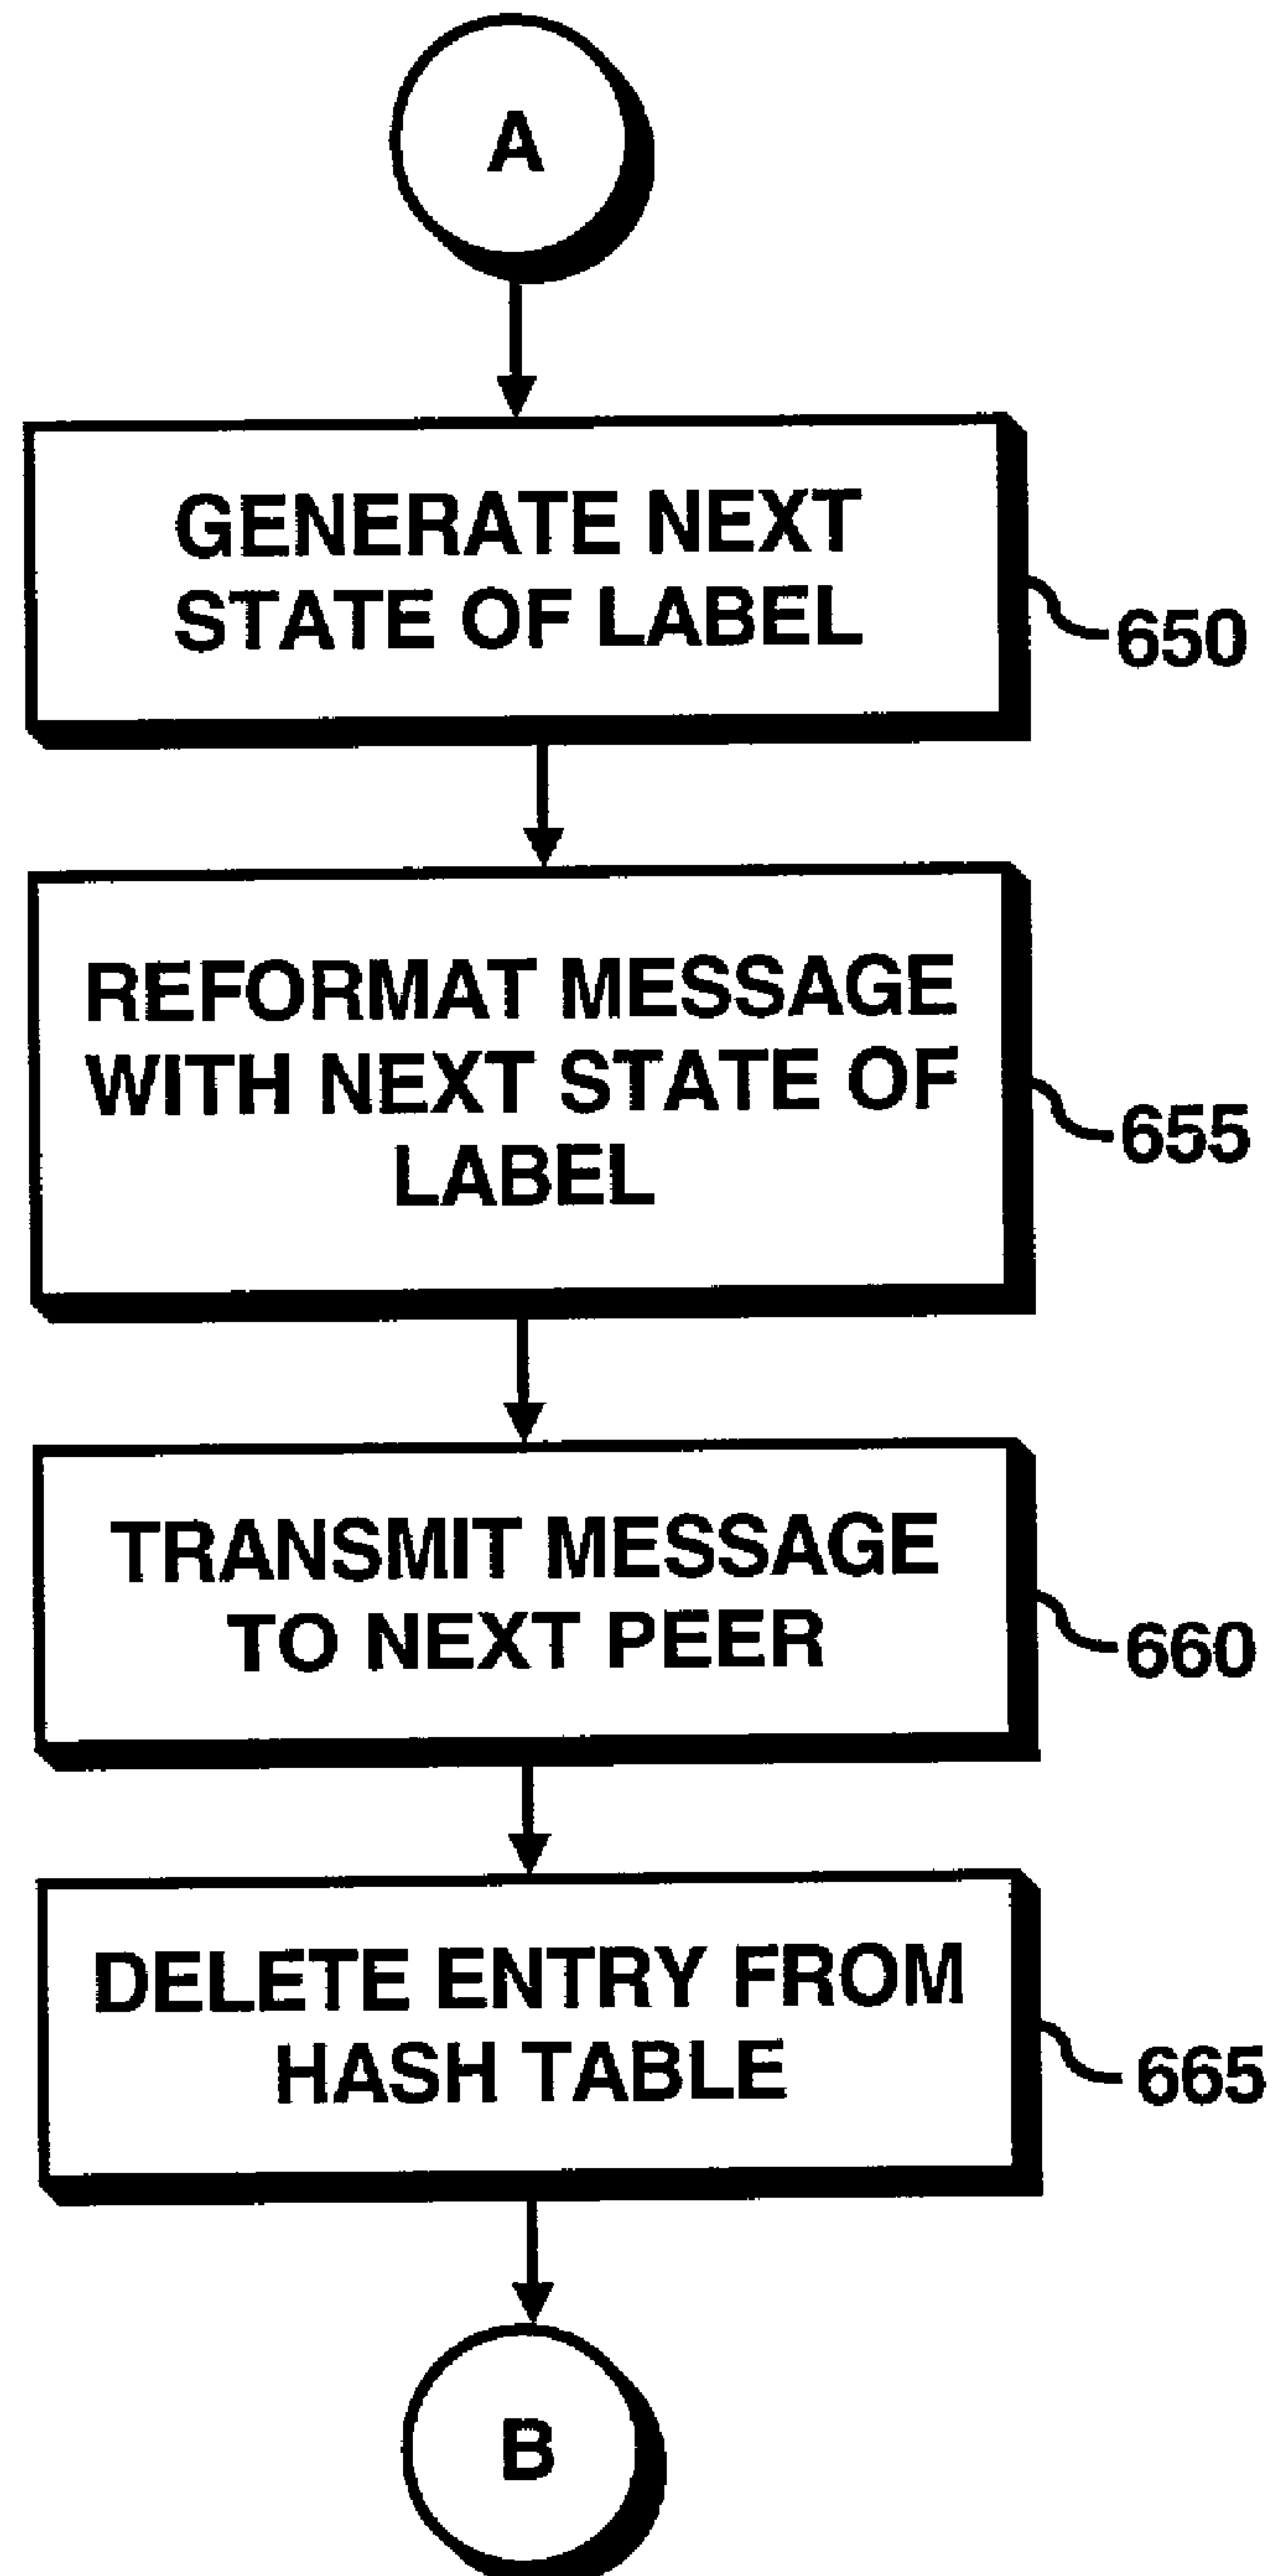 A
GENERATE NEXT
STATE OF LABEL
650
REFORMAT MESSAGE
WITH NEXT STATE OF
LABEL
655
TRANSMIT MESSAGE
TO NEXT PEER
660
DELETE ENTRY FROM
HASH TABLE
665
B